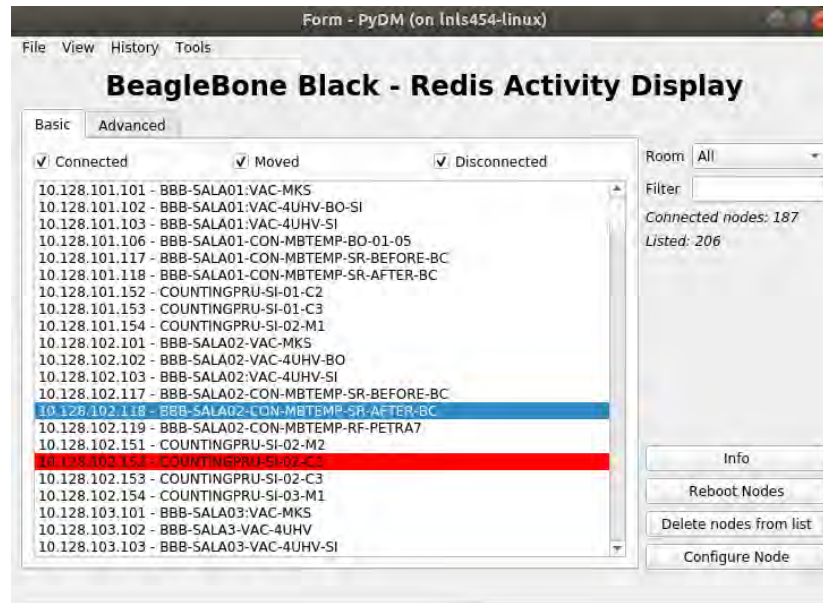 Form - PyDM (on lnls454-linux)
File View History Tools
BeagleBone Black - Redis Activity Display
Basic Advanced
Connected Moved Disconnected
Room All
Filter
Connected nodes: 187
Listed: 206
10.128.101.101 - BBB-SALA01:VAC-MKS
10.128.101.102 - BBB-SALA01:VAC-4UHV-BO-SI
10.128.101.103 - BBB-SALA01:VAC-4UHV-SI
10.128.101.106 - BBB-SALA01-CON-MBTEMP-BO-01-05
10.128.101.117 - BBB-SALA01-CON-MBTEMP-SR-BEFORE-BC
10.128.101.118 - BBB-SALA01-CON-MBTEMP-SR-AFTER-BC
10.128.101.152 - COUNTINGPRU-SI-01-C2
10.128.101.153 - COUNTINGPRU-SI-01-C3
10.128.101.154 - COUNTINGPRU-SI-02-M1
10.128.102.101 - BBB-SALA02-VAC-MKS
10.128.102.102 - BBB-SALA02-VAC-4UHV-BO
10.128.102.103 - BBB-SALA02:VAC-4UHV-SI
10.128.102.117 - BBB-SALA02-CON-MBTEMP-SR-BEFORE-BC
10.128.102.118 - BBB-SALA02-CON-MBTEMP-SR-AFTER-BC
10.128.102.119 - BBB-SALA02-CON-MBTEMP-RF-PETRA7
10.128.102.151 - COUNTINGPRU-SI-02-M2
10.128.102.152 - COUNTINGPRU-SI-02-C1
10.128.102.153 - COUNTINGPRU-SI-02-C3
10.128.102.154 - COUNTINGPRU-SI-03-M1
10.128.103.101 - BBB-SALA03:VAC-MKS
10.128.103.102 - BBB-SALA3-VAC-4UHV
10.128.103.103 - BBB-SALA03-VAC-4UHV-SI
Info
Reboot Nodes
Delete nodes from list
Configure Node